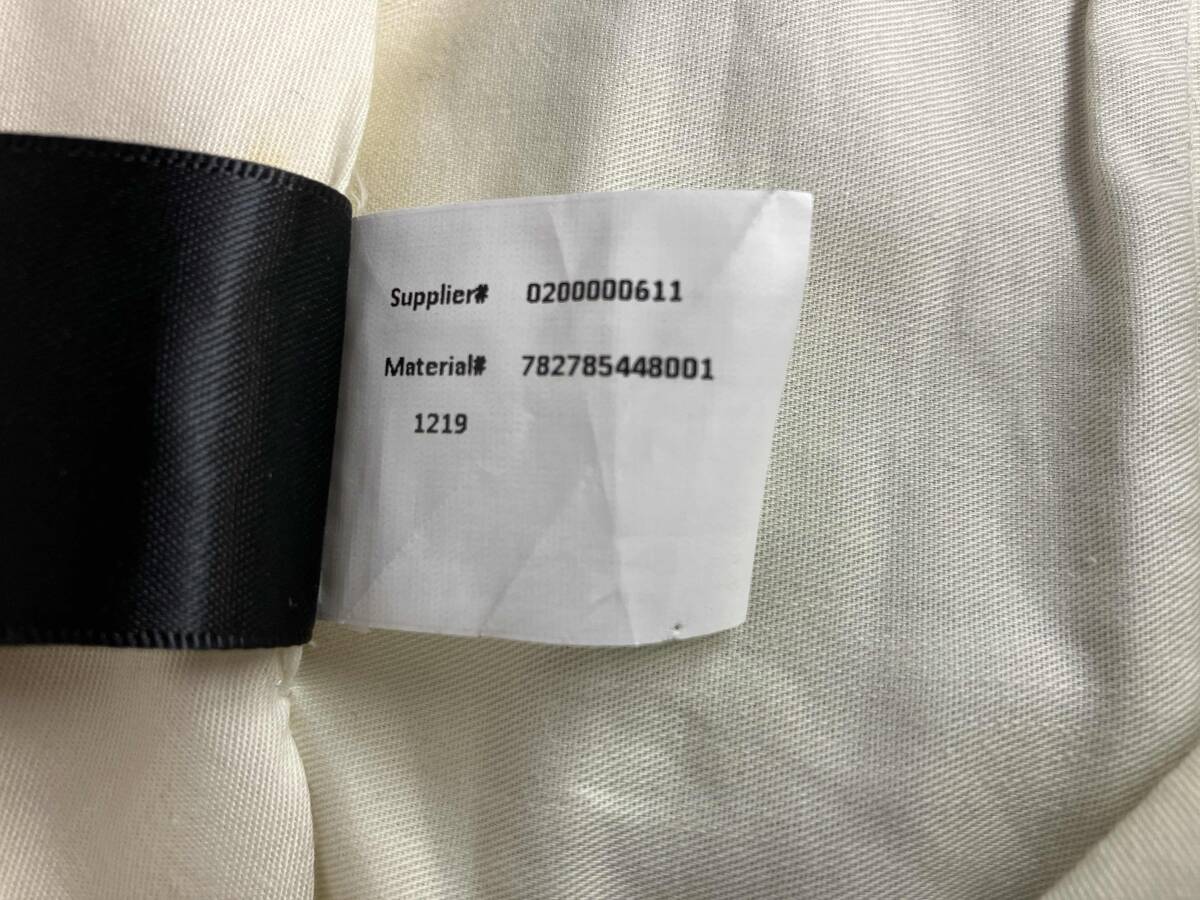 Supplier# 0200000611
Material# 782785448001
1219